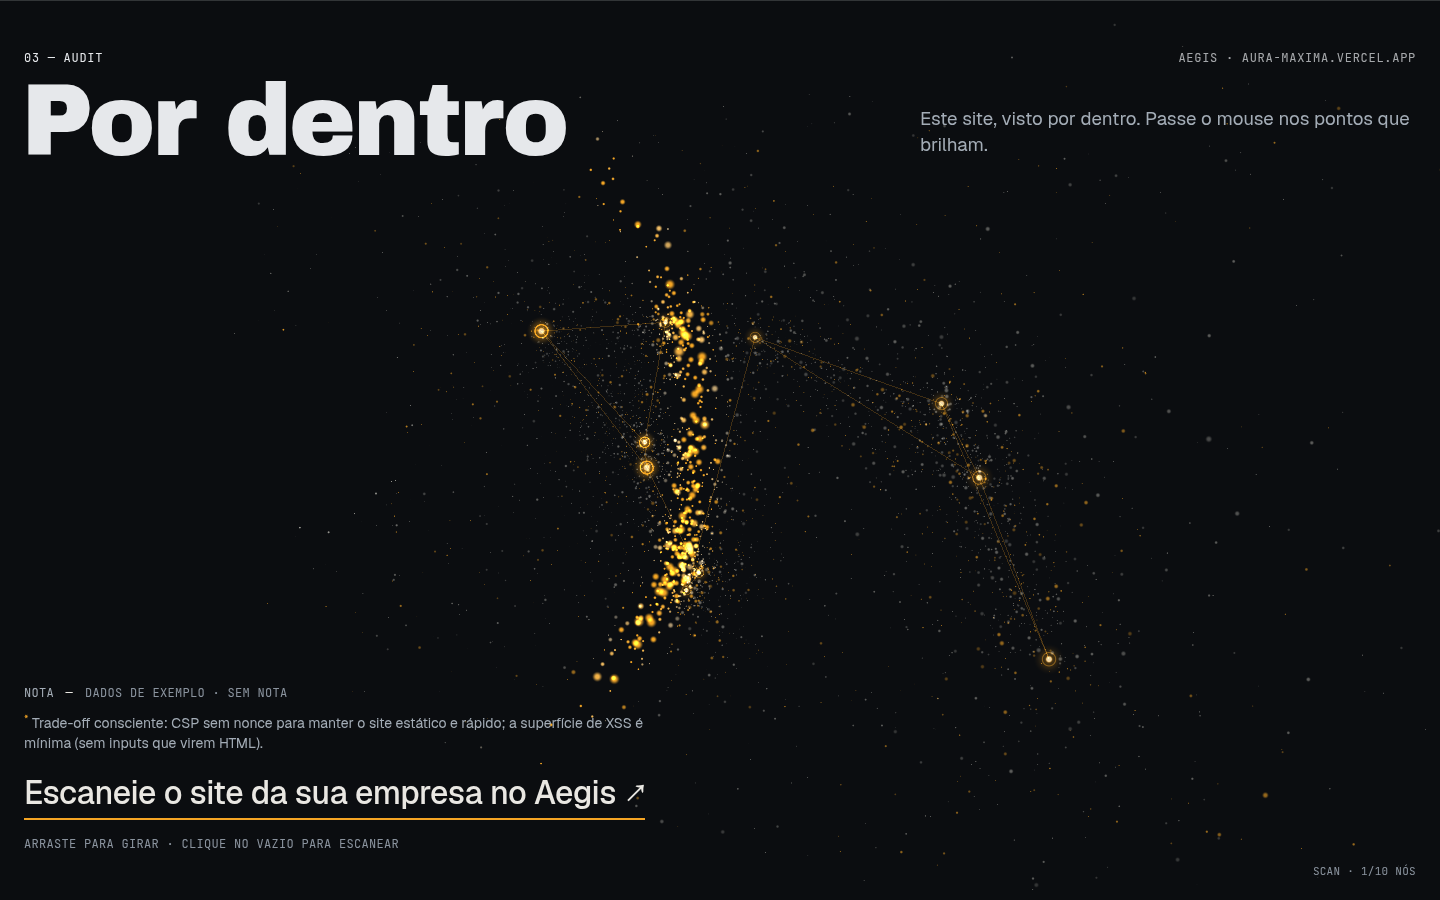 03 — AUDIT
AEGIS · AURA-MAXIMA.VERCEL.APP
Por dentro
Este site, visto por dentro. Passe o mouse nos pontos que
brilham.
NOTA — DADOS DE EXEMPLO · SEM NOTA
* Trade-off consciente: CSP sem nonce para manter o site estático e rápido; a superfície de XSS é
mínima (sem inputs que virem HTML).
Escaneie o site da sua empresa no Aegis ↗
ARRASTE PARA GIRAR · CLIQUE NO VAZIO PARA ESCANEAR
SCAN · 1/10 NÓS